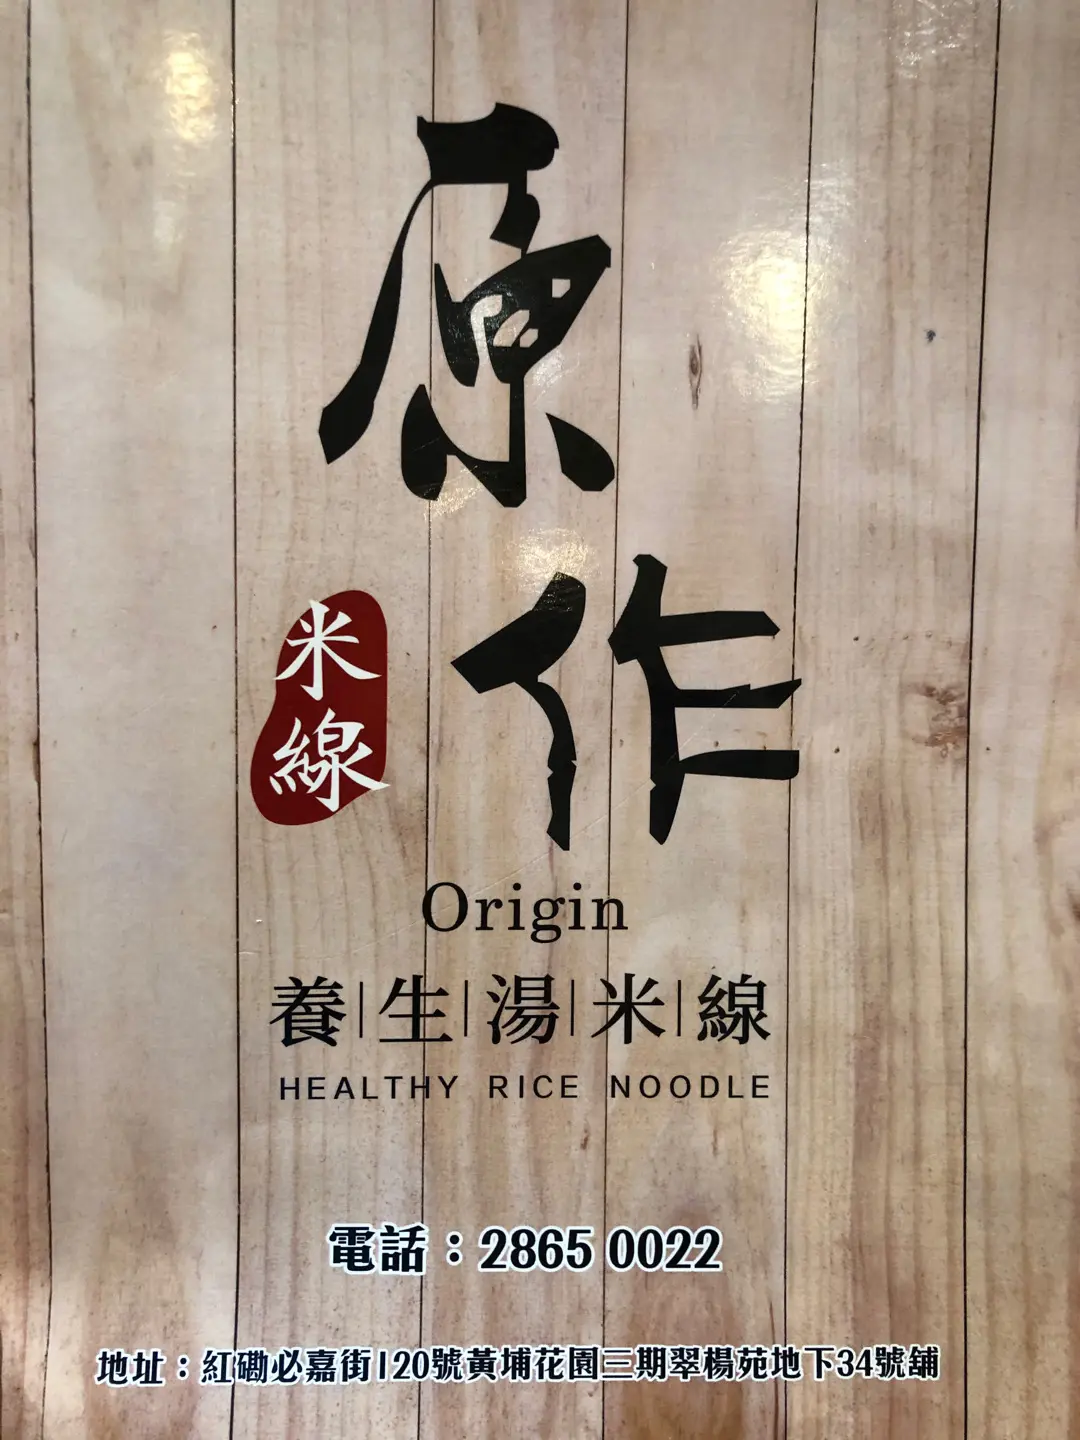 原作
米線
Origin
養|生|湯|米|線
HEALTHY RICE NOODLE
電話：2865 0022
地址：紅磡必嘉街120號黃埔花園三期翠楊苑地下34號舖